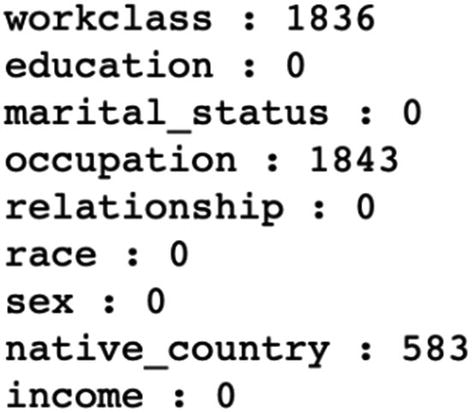 workclass : 1836
education : 0
marital_status : 0
occupation : 1843
relationship : 0
race : 0
sex : 0
native_country : 583
income : 0